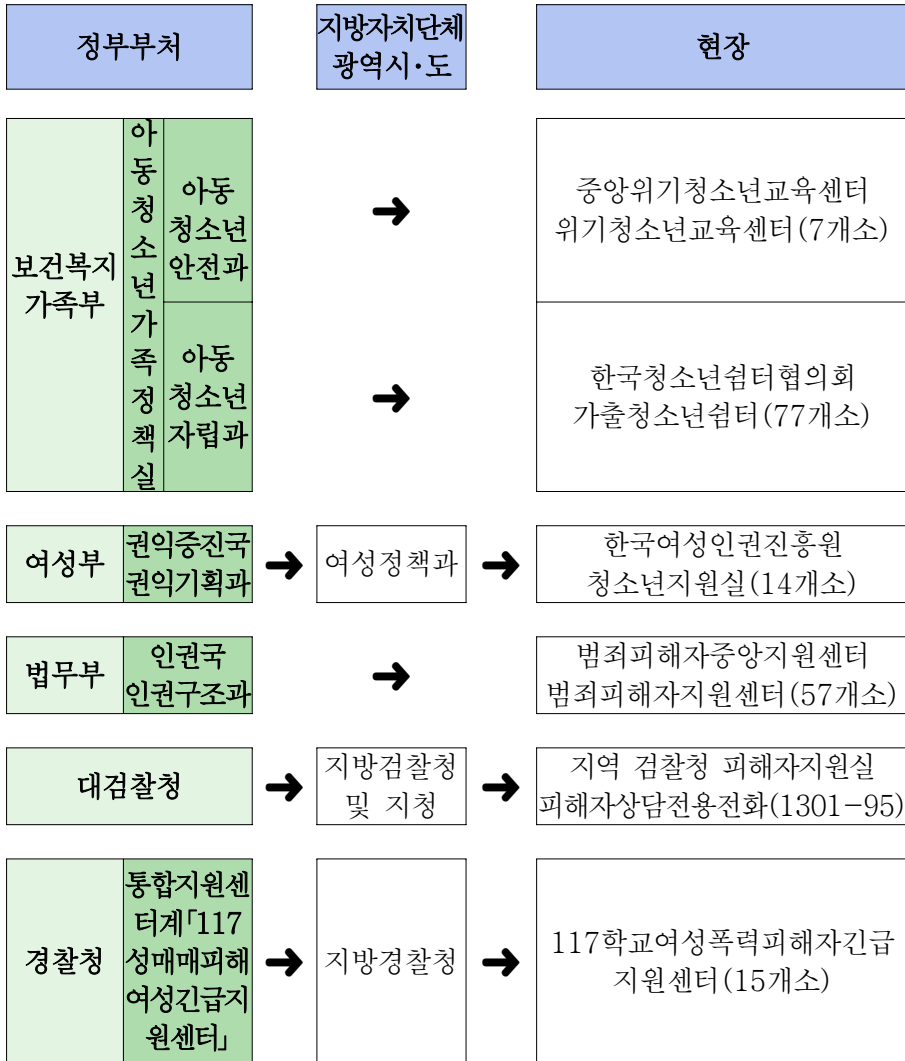 정부부처
지방자치단체
광역시·도
현장
보건복지
가족부
아동청소년가족정책실
아동
청소년
안전과
중앙위기청소년교육센터
위기청소년교육센터(7개소)
아동
청소년
자립과
한국청소년쉼터협의회
가출청소년쉼터(77개소)
여성부
권익증진국
권익기획과
여성정책과
한국여성인권진흥원
청소년지원실(14개소)
법무부
인권국
인권구조과
범죄피해자중앙지원센터
범죄피해자지원센터(57개소)
대검찰청
지방검찰청
및 지청
지역 검찰청 피해자지원실
피해자상담전용전화(1301-95)
경찰청
통합지원센
터계「117
성매매피해
여성긴급지
원센터」
지방경찰청
117학교여성폭력피해자긴급
지원센터(15개소)